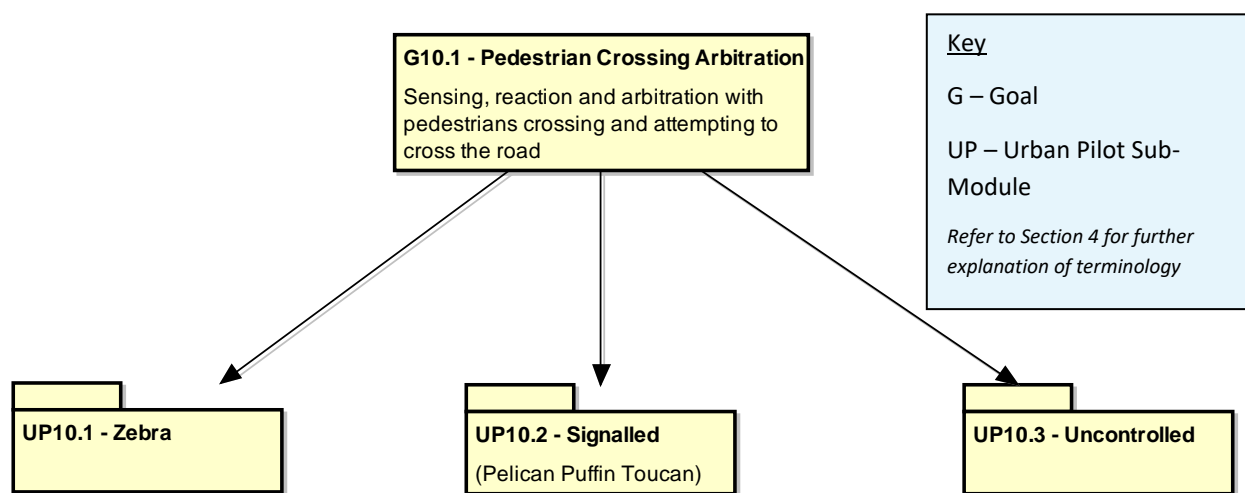 G10.1 - Pedestrian Crossing Arbitration
Sensing, reaction and arbitration with
pedestrians crossing and attempting to
cross the road
Key
G – Goal
UP – Urban Pilot Sub-
Module
Refer to Section 4 for further
explanation of terminology
UP10.1 - Zebra
UP10.2 - Signalled
(Pelican Puffin Toucan)
UP10.3 - Uncontrolled